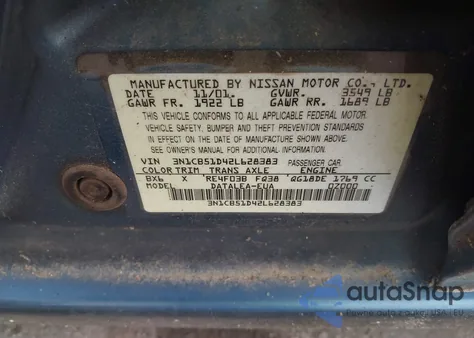 MANUFACTURED BY NISSAN MOTOR CO., LTD.
DATE 11/01. GVWR. 3549 LB
GAWR FR. 1922 LB GAWR RR. 1689 LB
THIS VEHICLE CONFORMS TO ALL APPLICABLE FEDERAL MOTOR
VEHICLE SAFETY, BUMPER AND THEFT PREVENTION STANDARDS
IN EFFECT ON THE DATE OF MANUFACTURE SHOWN ABOVE.
SEE OWNER'S MANUAL FOR ADDITIONAL INFORMATION
VIN 3N1CB51D42L628383 PASSENGER CAR.
COLOR TRIM TRANS AXLE ENGINE
BX6 X RE4F03B FQ38 QG18DE 1769 CC
MODEL DATALEA-EUA 0Z000
3N1CB51D42L628383
autoSnap